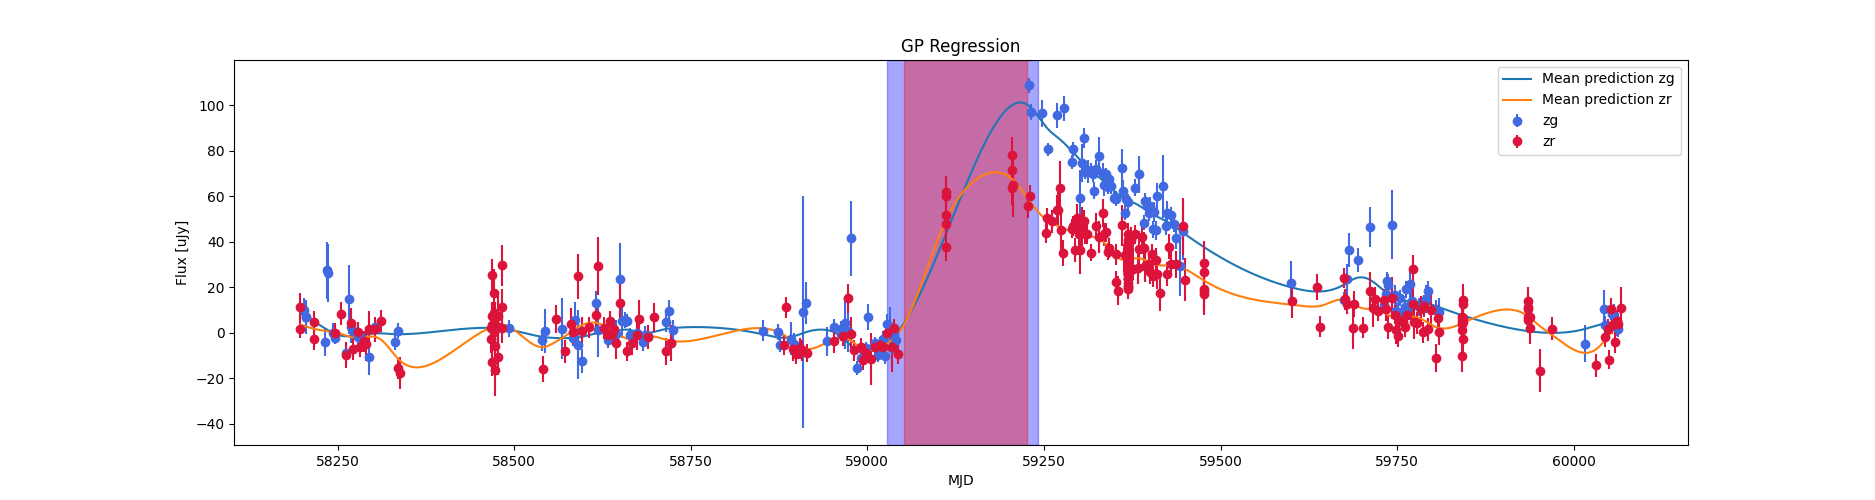 GP Regression
Flux [uJy]
100
80
60
40
20
0
−20
−40
58250
58500
58750
59000
59250
59500
59750
60000
MJD
Mean prediction zg
Mean prediction zr
zg
zr